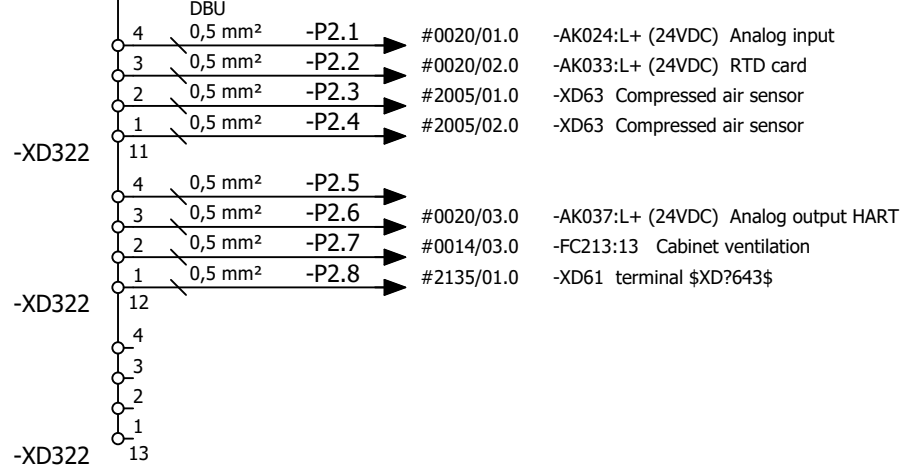 DBU
4 0,5 mm² -P2.1 #0020/01.0 -AK024:L+ (24VDC) Analog input
3 0,5 mm² -P2.2 #0020/02.0 -AK033:L+ (24VDC) RTD card
2 0,5 mm² -P2.3 #2005/01.0 -XD63 Compressed air sensor
1 0,5 mm² -P2.4 #2005/02.0 -XD63 Compressed air sensor
-XD322 11
4 0,5 mm² -P2.5
3 0,5 mm² -P2.6 #0020/03.0 -AK037:L+ (24VDC) Analog output HART
2 0,5 mm² -P2.7 #0014/03.0 -FC213:13 Cabinet ventilation
1 0,5 mm² -P2.8 #2135/01.0 -XD61 terminal $XD?643$
-XD322 12
4
3
2
1
-XD322 13